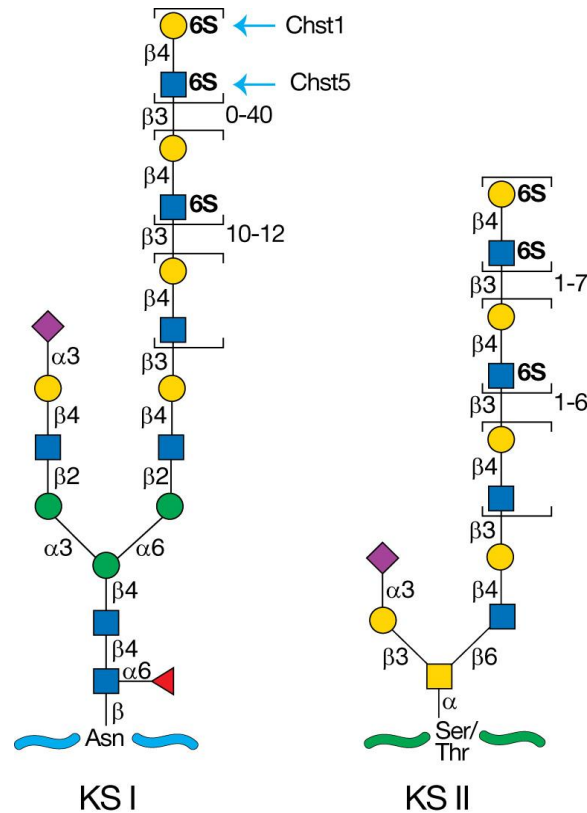 6S Chst1
β4
6S Chst5
β3 0-40
β4
6S
β3 10-12
β4
β3
α3
β4 β4
β2 β2
α3 α6
β4
β4
α6
β
Asn
KS I
6S
β4
6S
β3 1-7
β4
6S
β3 1-6
β4
β3
α3 β4
β3 β6
α
Ser/
Thr
KS II